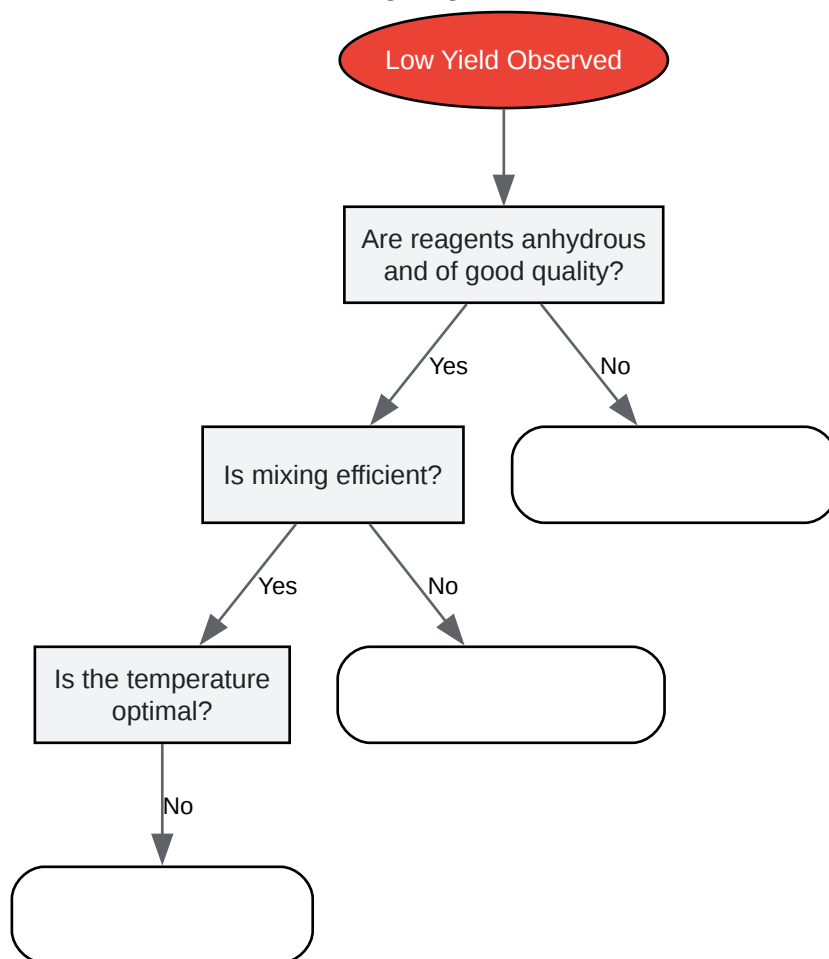 Low Yield Observed
Are reagents anhydrous
and of good quality?
Yes
No
Is mixing efficient?
Yes
No
Is the temperature
optimal?
No